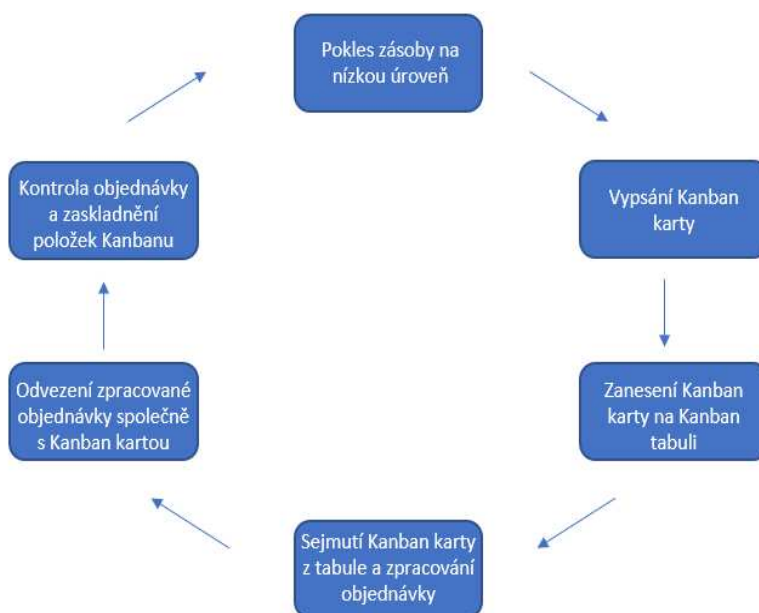 Pokles zásoby na
nízkou úroveň
Vypsání Kanban
karty
Zanesení Kanban
karty na Kanban
tabuli
Sejmutí Kanban karty
z tabule a zpracování
objednávky
Odvezení zpracované
objednávky společně
s Kanban kartou
Kontrola objednávky
a zaskladnění
položek Kanbanu